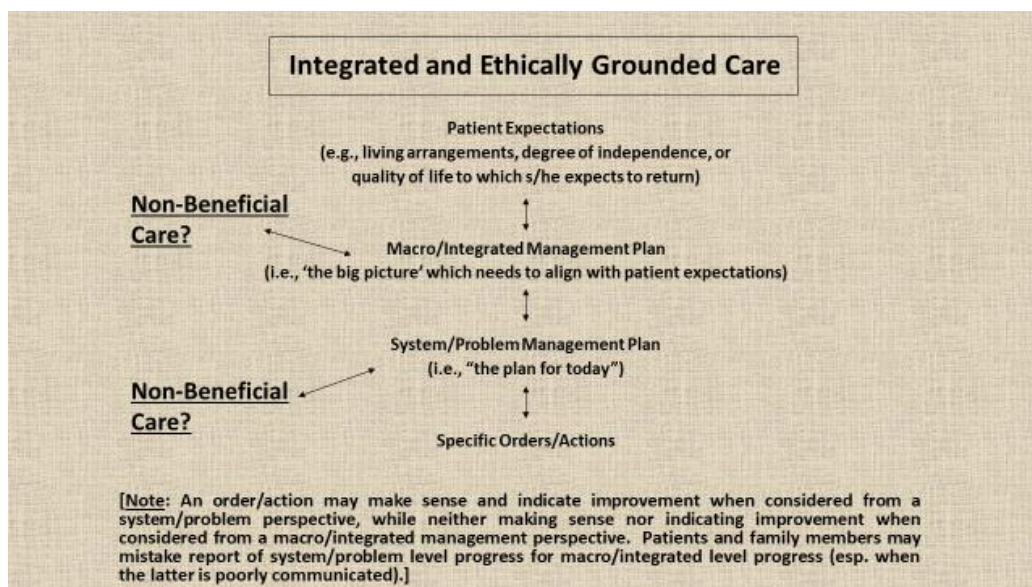 Integrated and Ethically Grounded Care
Patient Expectations
(e.g., living arrangements, degree of independence, or
quality of life to which s/he expects to return)
Non-Beneficial
Care?
Macro/Integrated Management Plan
(i.e., ‘the big picture’ which needs to align with patient expectations)
System/Problem Management Plan
(i.e., “the plan for today”)
Non-Beneficial
Care?
Specific Orders/Actions
[Note: An order/action may make sense and indicate improvement when considered from a
system/problem perspective, while neither making sense nor indicating improvement when
considered from a macro/integrated management perspective. Patients and family members may
mistake report of system/problem level progress for macro/integrated level progress (esp. when
the latter is poorly communicated).]